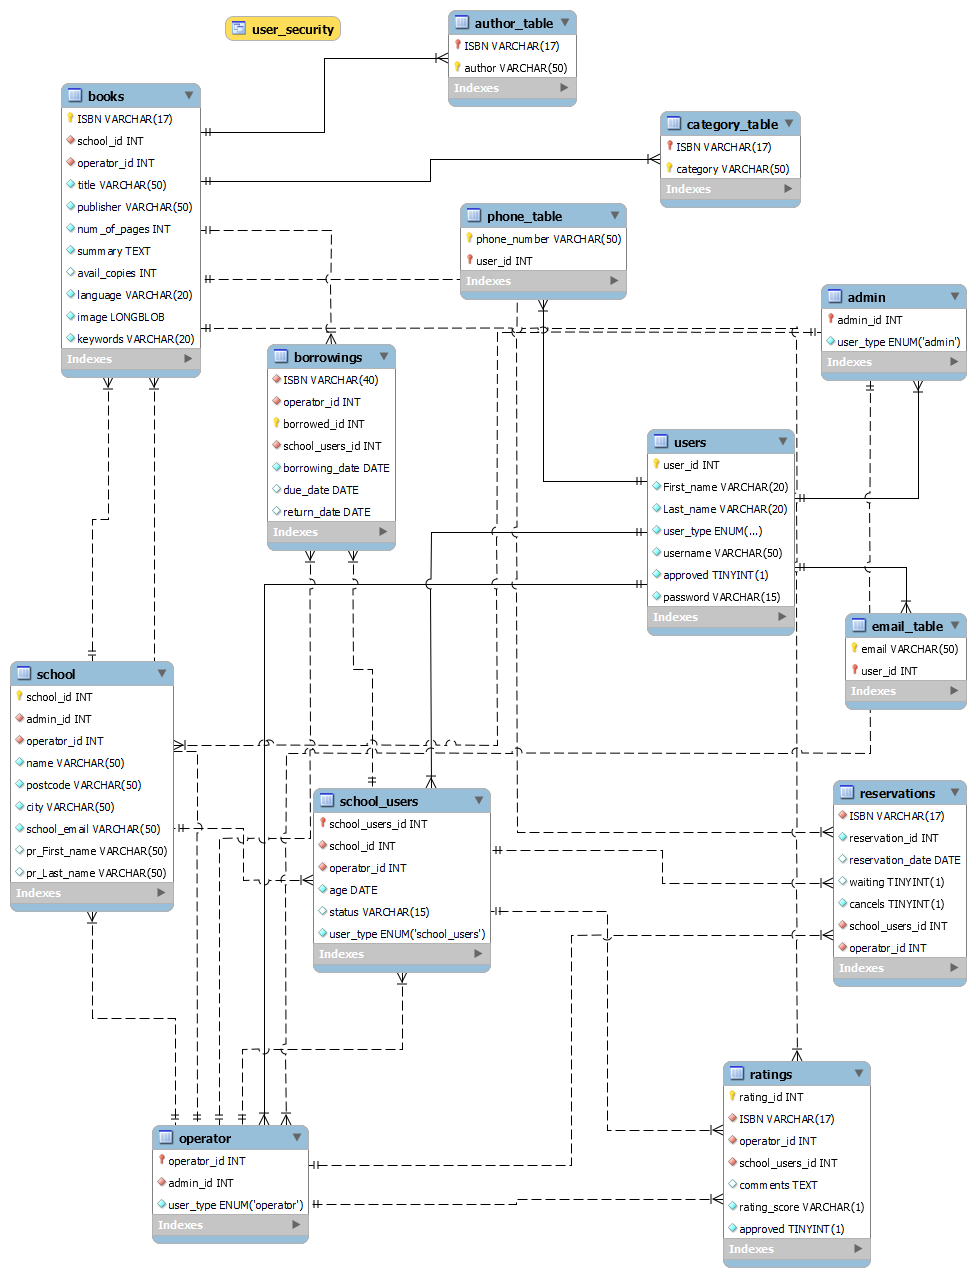 user_security
author_table
ISBN VARCHAR(17)
author VARCHAR(50)
Indexes
books
ISBN VARCHAR(17)
school_id INT
operator_id INT
title VARCHAR(50)
publisher VARCHAR(50)
num_of_pages INT
summary TEXT
avail_copies INT
language VARCHAR(20)
image LONGBLOB
keywords VARCHAR(20)
Indexes
category_table
ISBN VARCHAR(17)
category VARCHAR(50)
Indexes
phone_table
phone_number VARCHAR(50)
user_id INT
Indexes
admin
admin_id INT
user_type ENUM('admin')
Indexes
borrowings
ISBN VARCHAR(40)
operator_id INT
borrowed_id INT
school_users_id INT
borrowing_date DATE
due_date DATE
return_date DATE
Indexes
users
user_id INT
First_name VARCHAR(20)
Last_name VARCHAR(20)
user_type ENUM(...)
username VARCHAR(50)
approved TINYINT(1)
password VARCHAR(15)
Indexes
email_table
email VARCHAR(50)
user_id INT
Indexes
school
school_id INT
admin_id INT
operator_id INT
name VARCHAR(50)
postcode VARCHAR(50)
city VARCHAR(50)
school_email VARCHAR(50)
pr_First_name VARCHAR(50)
pr_Last_name VARCHAR(50)
Indexes
school_users
school_users_id INT
school_id INT
operator_id INT
age DATE
status VARCHAR(15)
user_type ENUM('school_users')
Indexes
reservations
ISBN VARCHAR(17)
reservation_id INT
reservation_date DATE
waiting TINYINT(1)
cancels TINYINT(1)
school_users_id INT
operator_id INT
Indexes
ratings
rating_id INT
ISBN VARCHAR(17)
operator_id INT
school_users_id INT
comments TEXT
rating_score VARCHAR(1)
approved TINYINT(1)
Indexes
operator
operator_id INT
admin_id INT
user_type ENUM('operator')
Indexes